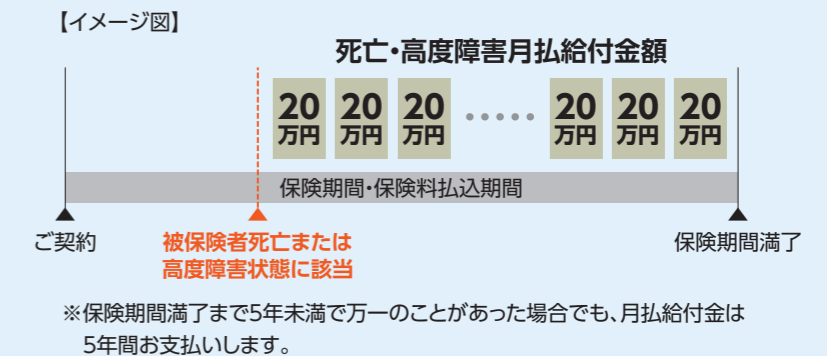 【イメージ図】
死亡・高度障害月払給付金額
20 20 20 ・・・・・ 20 20 20
万円 万円 万円 万円 万円 万円
保険期間・保険料払込期間
ご契約 被保険者死亡または 保険期間満了
高度障害状態に該当
※保険期間満了まで5年未満で万一のことがあった場合でも、月払給付金は
5年間お支払いします。